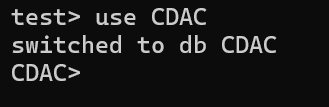 test> use CDAC
switched to db CDAC
CDAC>